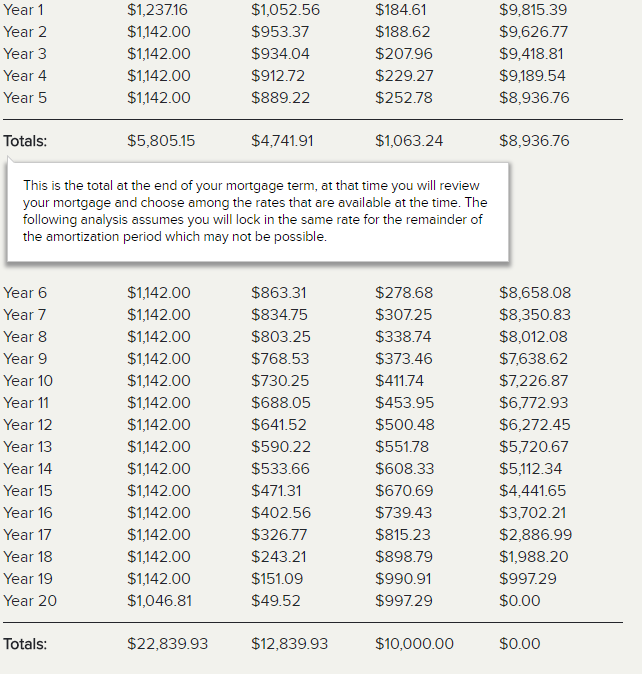 Year 1 $1,237.16 $1,052.56 $184.61 $9,815.39
Year 2 $1,142.00 $953.37 $188.62 $9,626.77
Year 3 $1,142.00 $934.04 $207.96 $9,418.81
Year 4 $1,142.00 $912.72 $229.27 $9,189.54
Year 5 $1,142.00 $889.22 $252.78 $8,936.76
Totals: $5,805.15 $4,741.91 $1,063.24 $8,936.76
This is the total at the end of your mortgage term, at that time you will review
your mortgage and choose among the rates that are available at the time. The
following analysis assumes you will lock in the same rate for the remainder of
the amortization period which may not be possible.
Year 6 $1,142.00 $863.31 $278.68 $8,658.08
Year 7 $1,142.00 $834.75 $307.25 $8,350.83
Year 8 $1,142.00 $803.25 $338.74 $8,012.08
Year 9 $1,142.00 $768.53 $373.46 $7,638.62
Year 10 $1,142.00 $730.25 $411.74 $7,226.87
Year 11 $1,142.00 $688.05 $453.95 $6,772.93
Year 12 $1,142.00 $641.52 $500.48 $6,272.45
Year 13 $1,142.00 $590.22 $551.78 $5,720.67
Year 14 $1,142.00 $533.66 $608.33 $5,112.34
Year 15 $1,142.00 $471.31 $670.69 $4,441.65
Year 16 $1,142.00 $402.56 $739.43 $3,702.21
Year 17 $1,142.00 $326.77 $815.23 $2,886.99
Year 18 $1,142.00 $243.21 $898.79 $1,988.20
Year 19 $1,142.00 $151.09 $990.91 $997.29
Year 20 $1,046.81 $49.52 $997.29 $0.00
Totals: $22,839.93 $12,839.93 $10,000.00 $0.00